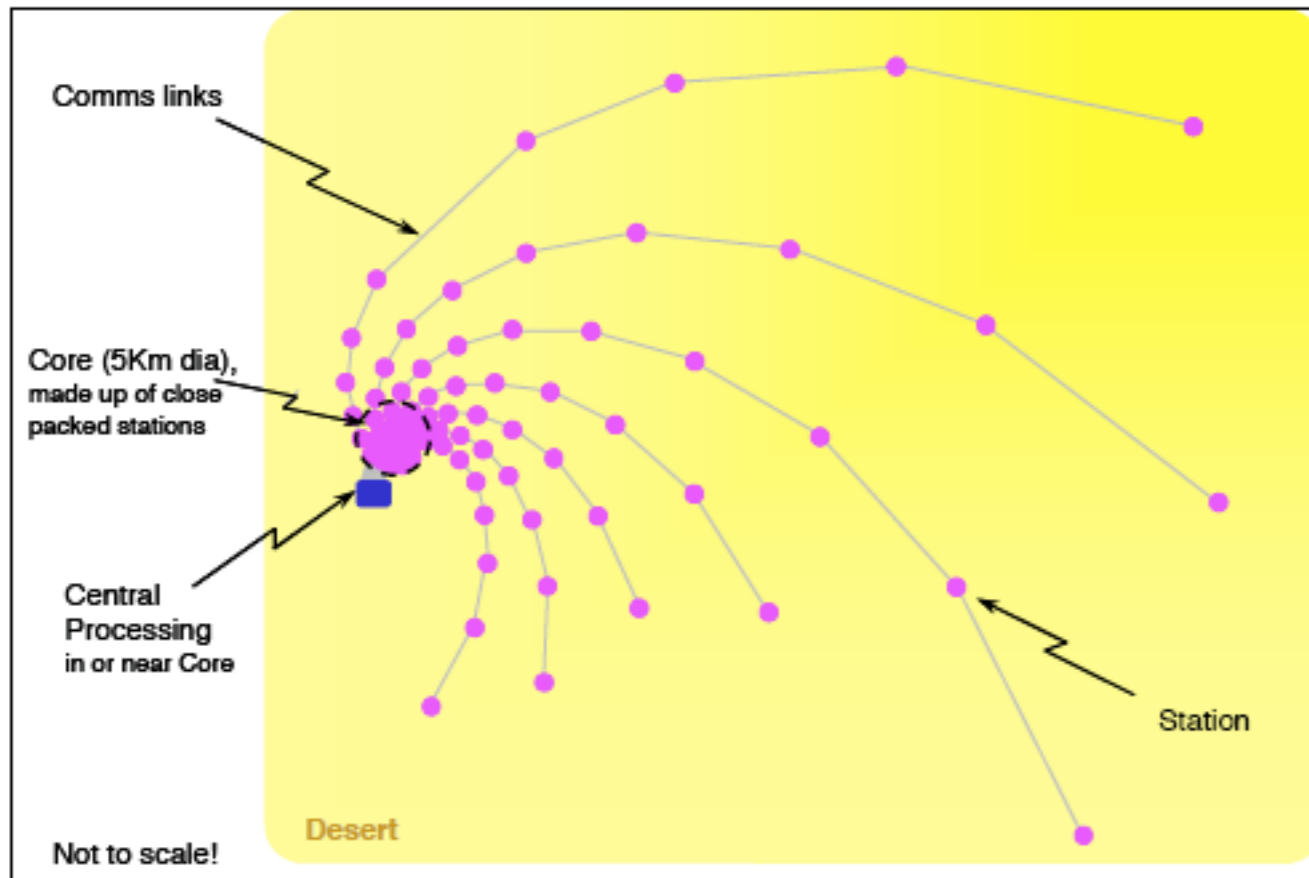 Comms links
Core (5Km dia),
made up of close
packed stations
Central
Processing
in or near Core
Station
Desert
Not to scale!